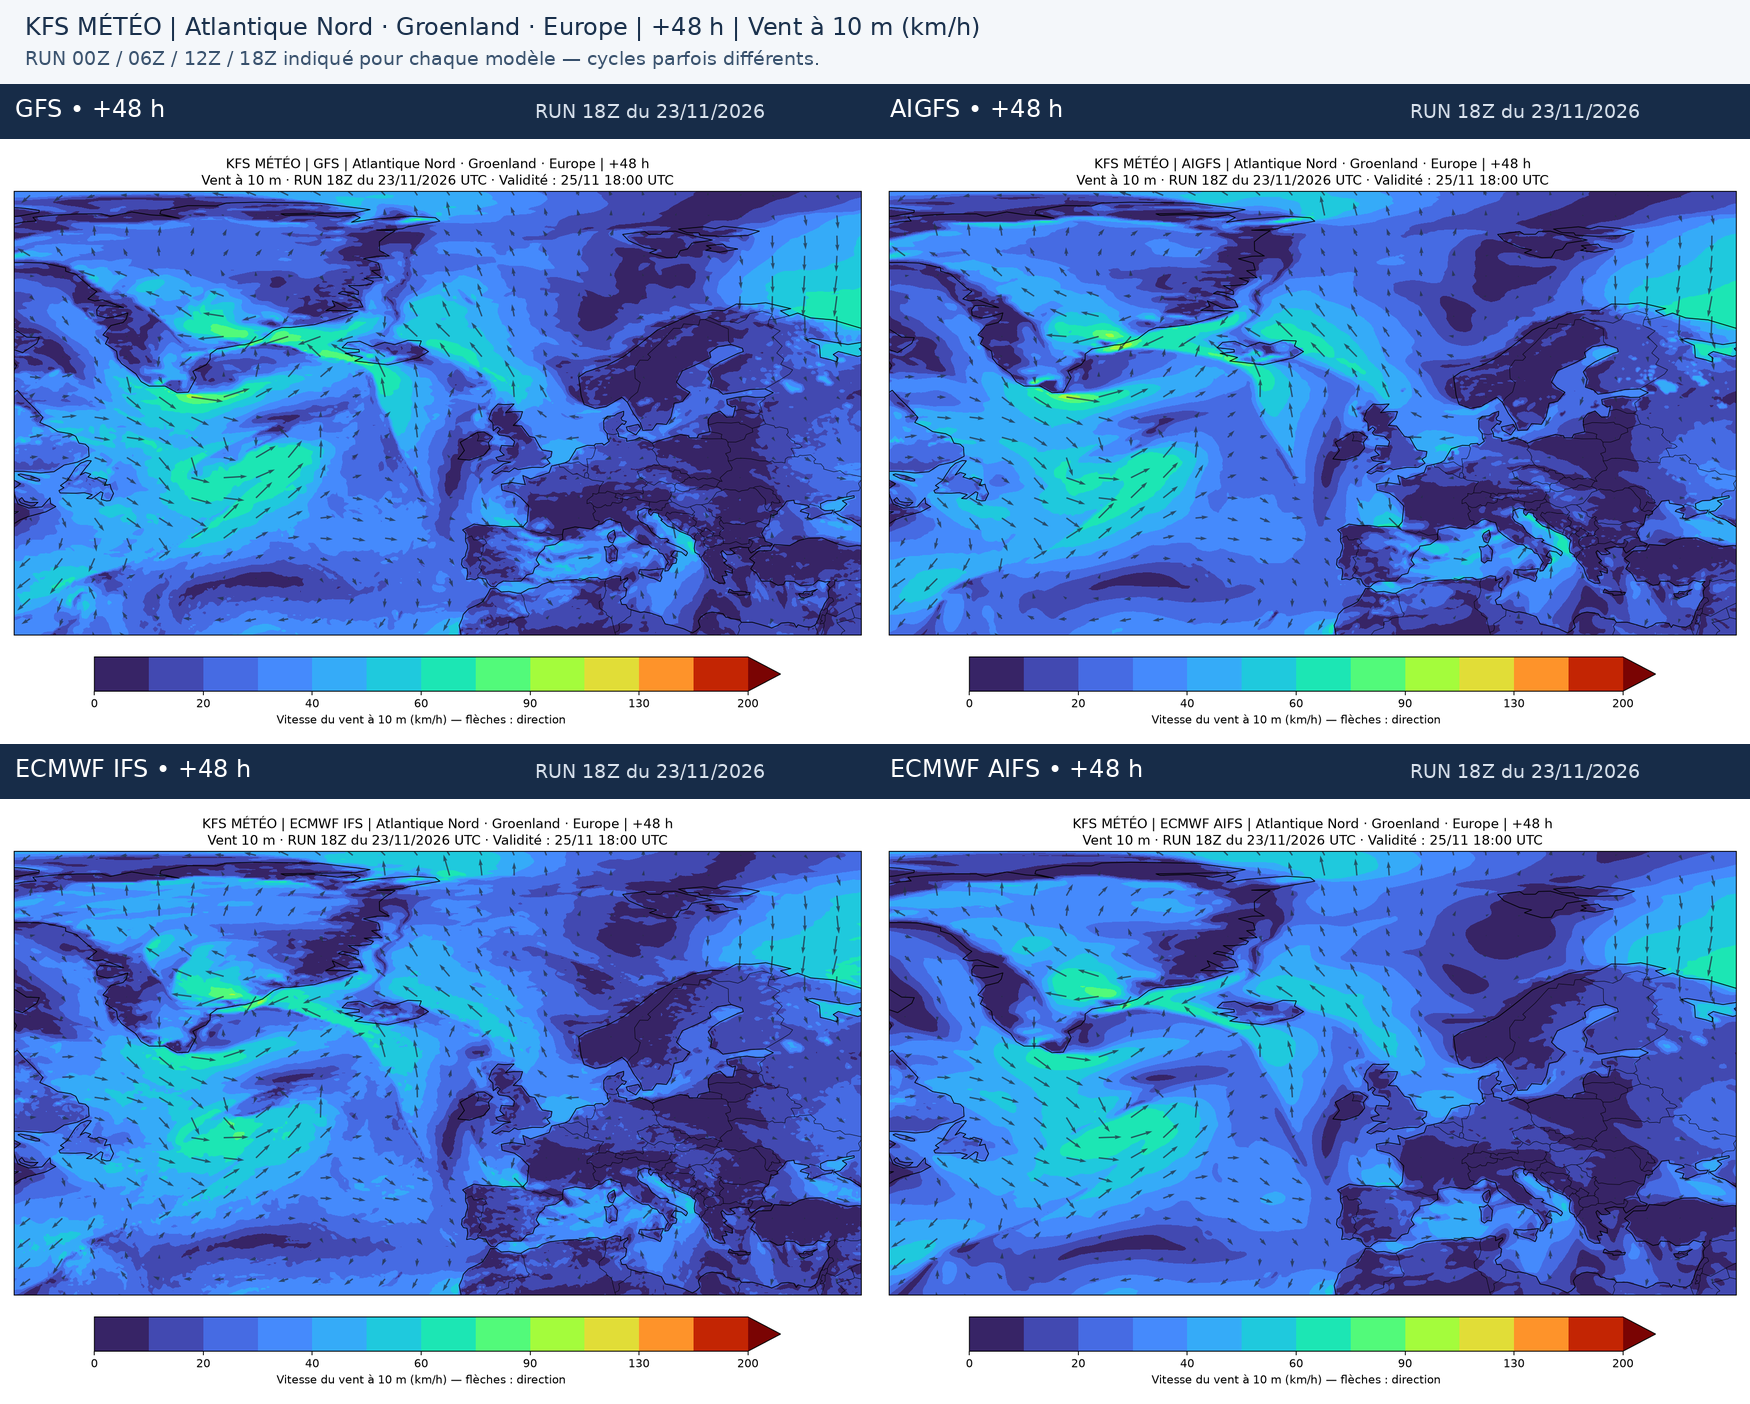 KFS MÉTÉO | Atlantique Nord · Groenland · Europe | +48 h | Vent à 10 m (km/h)
RUN 00Z / 06Z / 12Z / 18Z indiqué pour chaque modèle — cycles parfois différents.
GFS • +48 h
RUN 18Z du 23/11/2026
KFS MÉTÉO | GFS | Atlantique Nord · Groenland · Europe | +48 h
Vent à 10 m · RUN 18Z du 23/11/2026 UTC · Validité : 25/11 18:00 UTC
0 20 40 60 90 130 200
Vitesse du vent à 10 m (km/h) — flèches : direction
AIGFS • +48 h
RUN 18Z du 23/11/2026
KFS MÉTÉO | AIGFS | Atlantique Nord · Groenland · Europe | +48 h
Vent à 10 m · RUN 18Z du 23/11/2026 UTC · Validité : 25/11 18:00 UTC
0 20 40 60 90 130 200
Vitesse du vent à 10 m (km/h) — flèches : direction
ECMWF IFS • +48 h
RUN 18Z du 23/11/2026
KFS MÉTÉO | ECMWF IFS | Atlantique Nord · Groenland · Europe | +48 h
Vent 10 m · RUN 18Z du 23/11/2026 UTC · Validité : 25/11 18:00 UTC
0 20 40 60 90 130 200
Vitesse du vent à 10 m (km/h) — flèches : direction
ECMWF AIFS • +48 h
RUN 18Z du 23/11/2026
KFS MÉTÉO | ECMWF AIFS | Atlantique Nord · Groenland · Europe | +48 h
Vent 10 m · RUN 18Z du 23/11/2026 UTC · Validité : 25/11 18:00 UTC
0 20 40 60 90 130 200
Vitesse du vent à 10 m (km/h) — flèches : direction